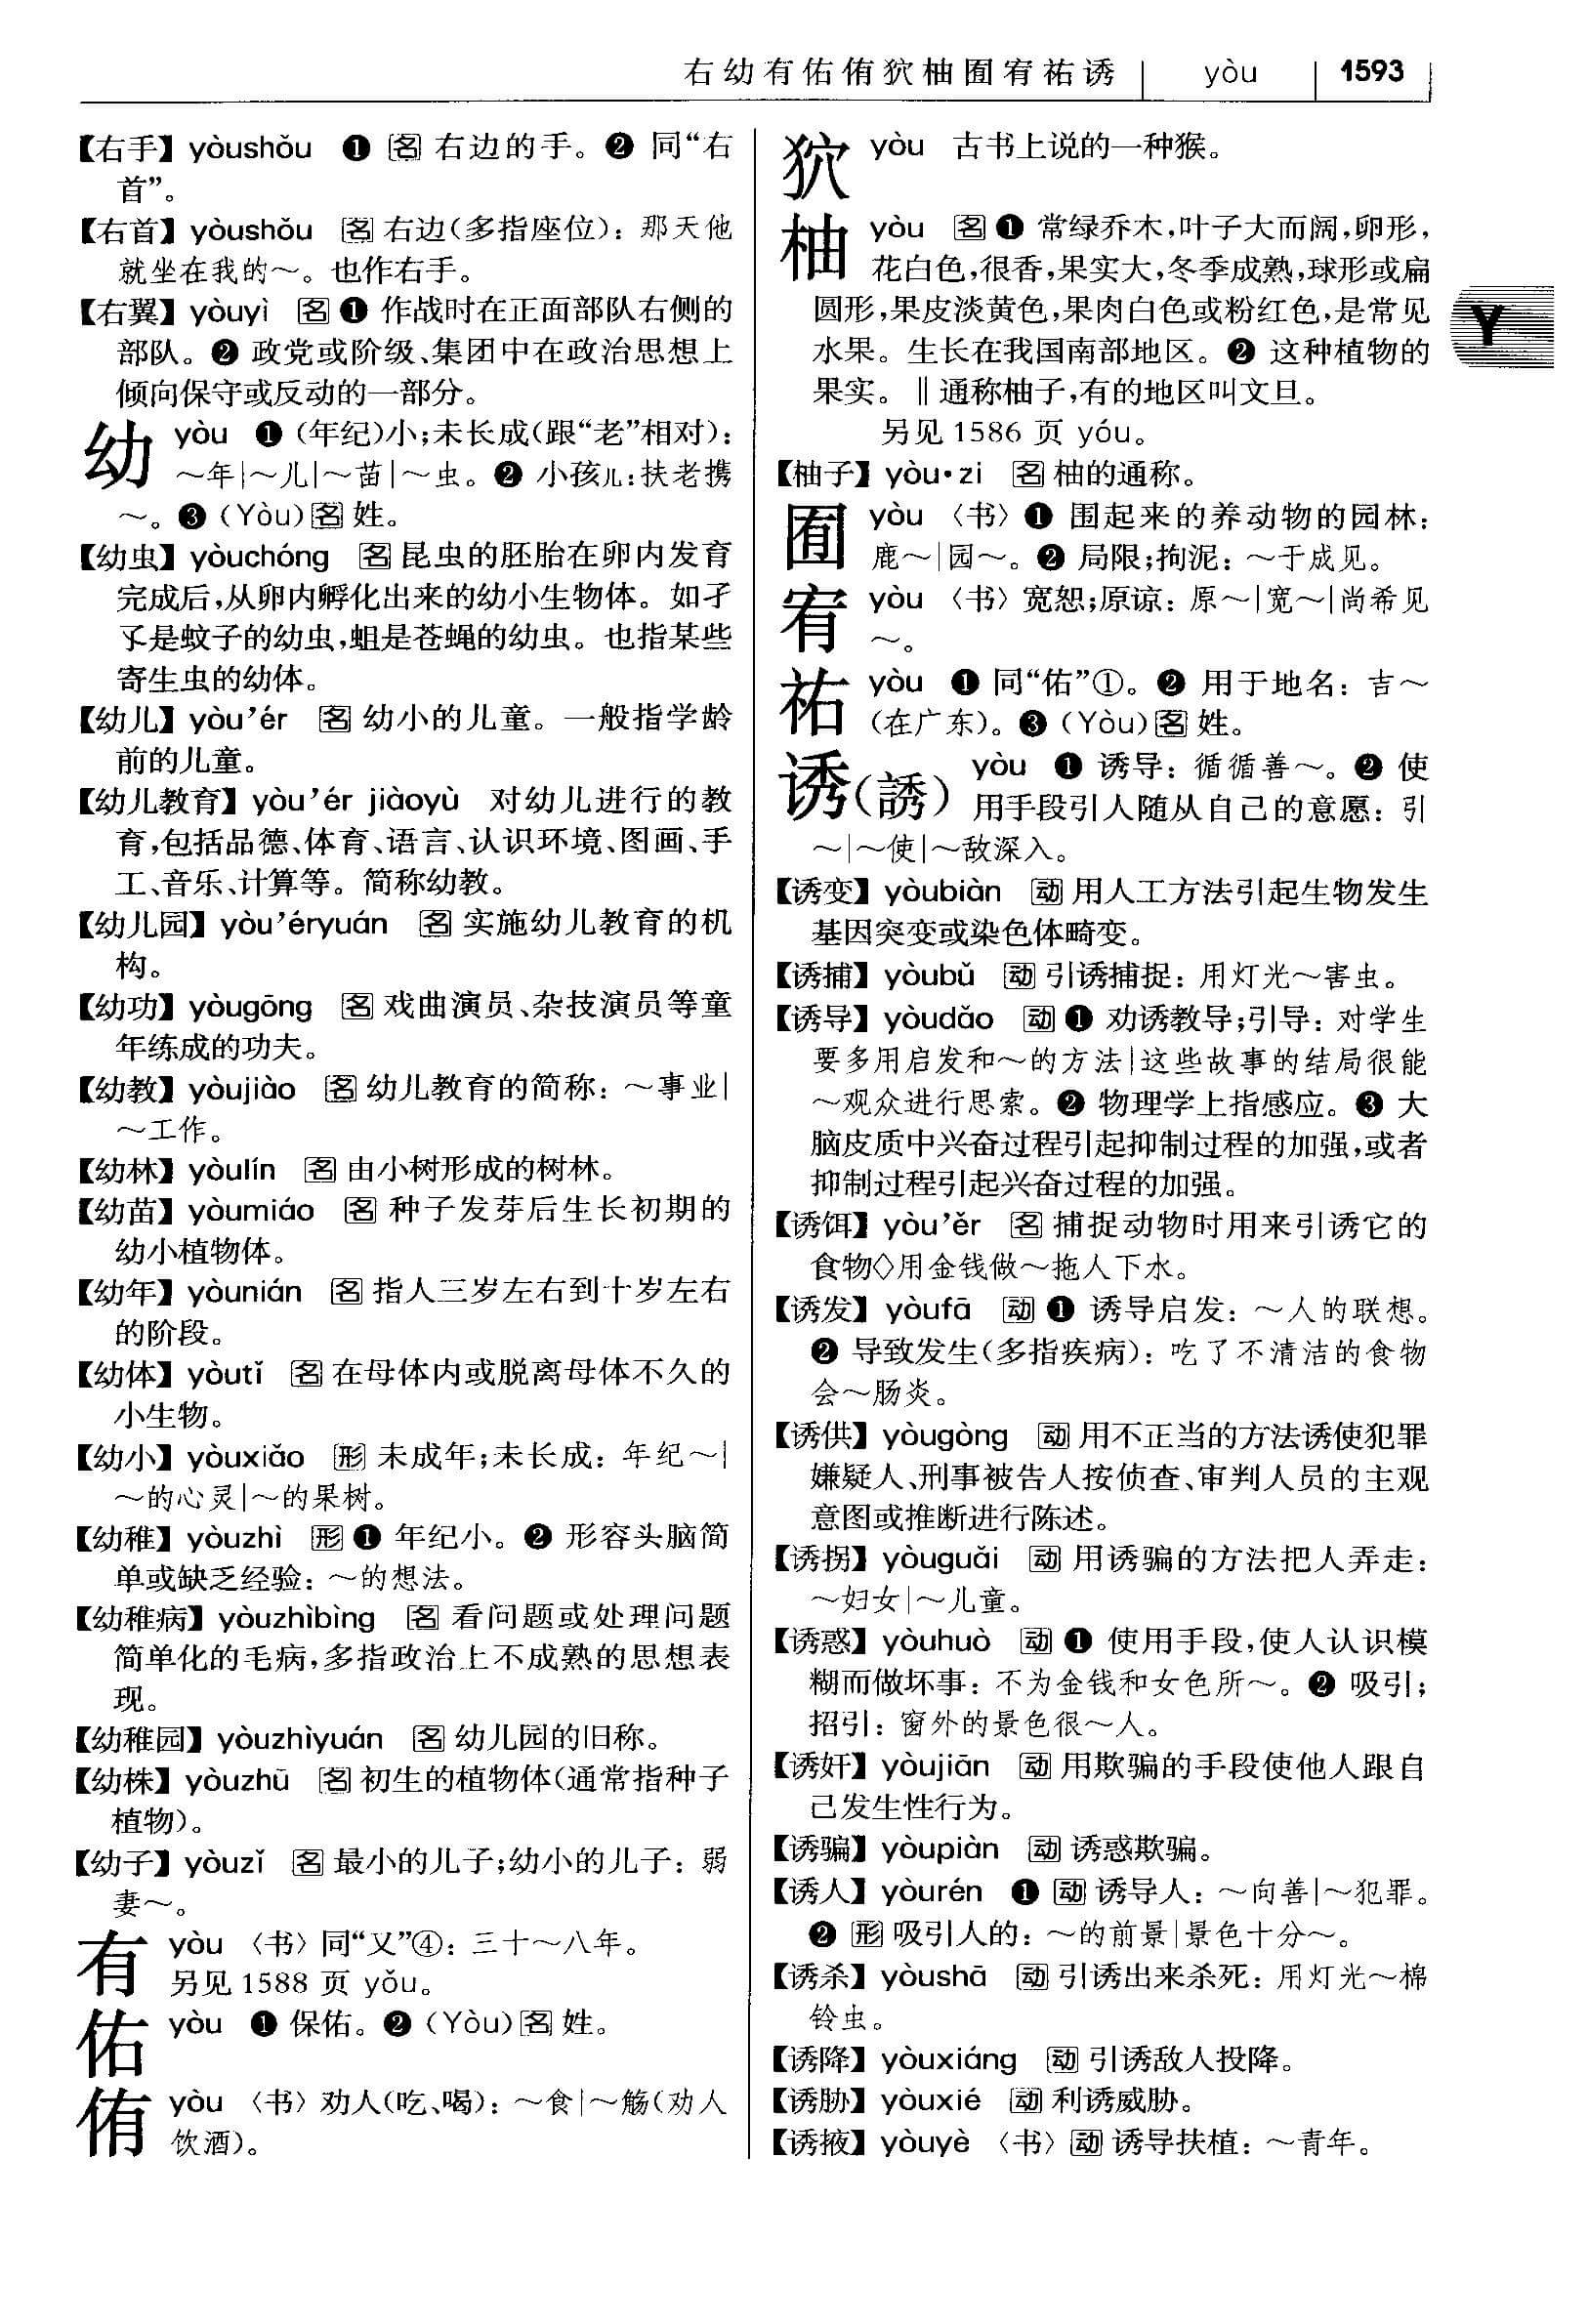 右幼有佑侑狖柚囿宥祐诱 yòu 1593
【右手】 yòushǒu ❶ 名 右边的手。❷ 同“右
首”。
【右首】 yòushǒu 名 右边(多指座位)：那天他
就坐在我的～。也作右手。
【右翼】 yòuyì 名 ❶ 作战时在正面部队右侧的
部队。❷ 政党或阶级、集团中在政治思想上
倾向保守或反动的一部分。
幼 yòu ❶ (年纪)小;未长成(跟“老”相对)：
～年|～儿|～苗|～虫。❷ 小孩儿:扶老携
～。❸ (Yòu) 名 姓。
【幼虫】 yòuchóng 名 昆虫的胚胎在卵内发育
完成后,从卵内孵化出来的幼小生物体。如孑
孓是蚊子的幼虫,蛆是苍蝇的幼虫。也指某些
寄生虫的幼体。
【幼儿】 yòu’ér 名 幼小的儿童。一般指学龄
前的儿童。
【幼儿教育】 yòu’ér jiàoyù 对幼儿进行的教
育,包括品德、体育、语言、认识环境、图画、手
工、音乐、计算等。简称幼教。
【幼儿园】 yòu’éryuán 名 实施幼儿教育的机
构。
【幼功】 yòugōng 名 戏曲演员、杂技演员等童
年练成的功夫。
【幼教】 yòujiào 名 幼儿教育的简称：～事业|
～工作。
【幼林】 yòulín 名 由小树形成的树林。
【幼苗】 yòumiáo 名 种子发芽后生长初期的
幼小植物体。
【幼年】 yòunián 名 指人三岁左右到十岁左右
的阶段。
【幼体】 yòutǐ 名 在母体内或脱离母体不久的
小生物。
【幼小】 yòuxiǎo 形 未成年;未长成：年纪～|
～的心灵|～的果树。
【幼稚】 yòuzhì 形 ❶ 年纪小。❷ 形容头脑简
单或缺乏经验：～的想法。
【幼稚病】 yòuzhìbìng 名 看问题或处理问题
简单化的毛病,多指政治上不成熟的思想表
现。
【幼稚园】 yòuzhìyuán 名 幼儿园的旧称。
【幼株】 yòuzhū 名 初生的植物体(通常指种子
植物)。
【幼子】 yòuzǐ 名 最小的儿子;幼小的儿子：弱
妻～。
有 yòu 〈书〉同“又”④：三十～八年。
另见 1588 页 yǒu。
佑 yòu ❶ 保佑。❷ (Yòu) 名 姓。
侑 yòu 〈书〉劝人(吃、喝)：～食|～觞(劝人
饮酒)。
狖 yòu 古书上说的一种猴。
柚 yòu 名 ❶ 常绿乔木,叶子大而阔,卵形,
花白色,很香,果实大,冬季成熟,球形或扁
圆形,果皮淡黄色,果肉白色或粉红色,是常见
水果。生长在我国南部地区。❷ 这种植物的
果实。‖通称柚子,有的地区叫文旦。
另见 1586 页 yóu。
【柚子】 yòu·zi 名 柚的通称。
囿 yòu 〈书〉❶ 围起来的养动物的园林：
鹿～|园～。❷ 局限;拘泥：～于成见。
宥 yòu 〈书〉宽恕;原谅：原～|宽～|尚希见
～。
祐 yòu ❶ 同“佑”①。❷ 用于地名：吉～
(在广东)。❸ (Yòu) 名 姓。
诱(誘) yòu ❶ 诱导：循循善～。❷ 使
用手段引人随从自己的意愿：引
～|～使|～敌深入。
【诱变】 yòubiàn 动 用人工方法引起生物发生
基因突变或染色体畸变。
【诱捕】 yòubǔ 动 引诱捕捉：用灯光～害虫。
【诱导】 yòudǎo 动 ❶ 劝诱教导;引导：对学生
要多用启发和～的方法|这些故事的结局很能
～观众进行思索。❷ 物理学上指感应。❸ 大
脑皮质中兴奋过程引起抑制过程的加强,或者
抑制过程引起兴奋过程的加强。
【诱饵】 yòu’ěr 名 捕捉动物时用来引诱它的
食物◇用金钱做～拖人下水。
【诱发】 yòufā 动 ❶ 诱导启发：～人的联想。
❷ 导致发生(多指疾病)：吃了不清洁的食物
会～肠炎。
【诱供】 yòugòng 动 用不正当的方法诱使犯罪
嫌疑人、刑事被告人按侦查、审判人员的主观
意图或推断进行陈述。
【诱拐】 yòuguǎi 动 用诱骗的方法把人弄走：
～妇女|～儿童。
【诱惑】 yòuhuò 动 ❶ 使用手段,使人认识模
糊而做坏事：不为金钱和女色所～。❷ 吸引;
招引：窗外的景色很～人。
【诱奸】 yòujiān 动 用欺骗的手段使他人跟自
己发生性行为。
【诱骗】 yòupiàn 动 诱惑欺骗。
【诱人】 yòurén ❶ 动 诱导人：～向善|～犯罪。
❷ 形 吸引人的：～的前景|景色十分～。
【诱杀】 yòushā 动 引诱出来杀死：用灯光～棉
铃虫。
【诱降】 yòuxiáng 动 引诱敌人投降。
【诱胁】 yòuxié 动 利诱威胁。
【诱掖】 yòuyè 〈书〉动 诱导扶植：～青年。
Y